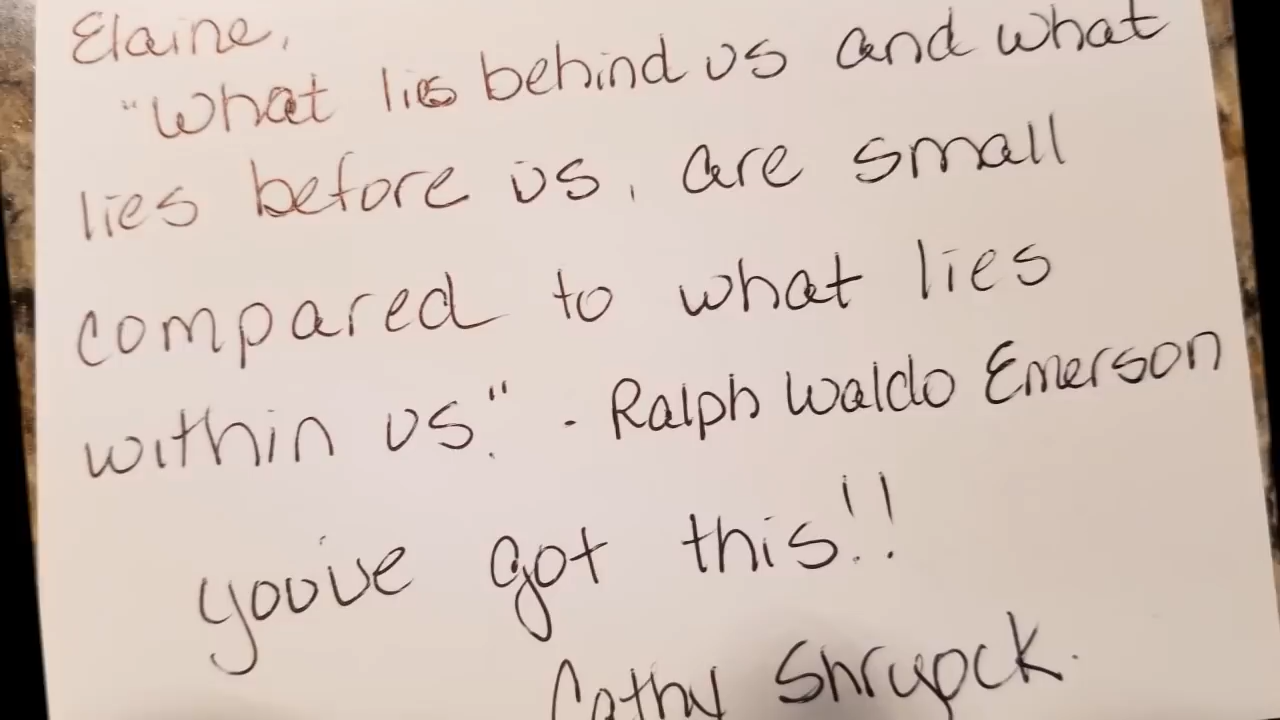 Elaine,
"What lies behind us and what
lies before us, are small
compared to what lies
within us." - Ralph Waldo Emerson
you've got this!!
Cathy